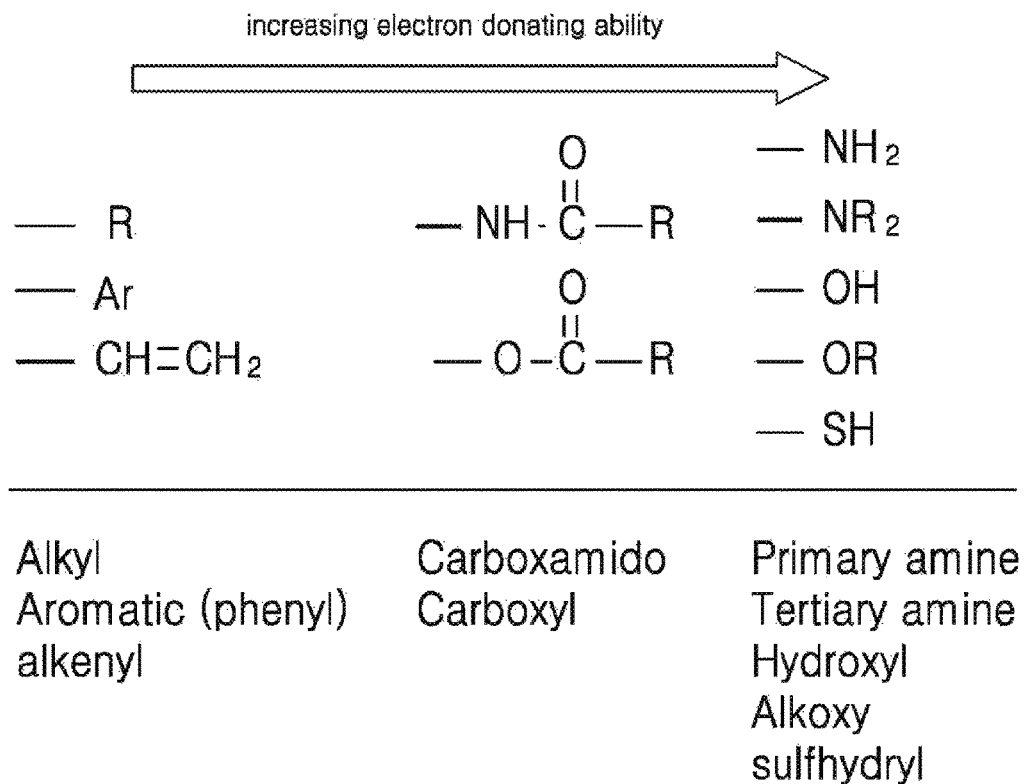 increasing electron donating ability
— R
— Ar
— CH=CH₂
O
||
— NH-C—R
O
||
— O-C—R
— NH₂
— NR₂
— OH
— OR
— SH
Alkyl
Aromatic (phenyl)
alkenyl
Carboxamido
Carboxyl
Primary amine
Tertiary amine
Hydroxyl
Alkoxy
sulfhydryl